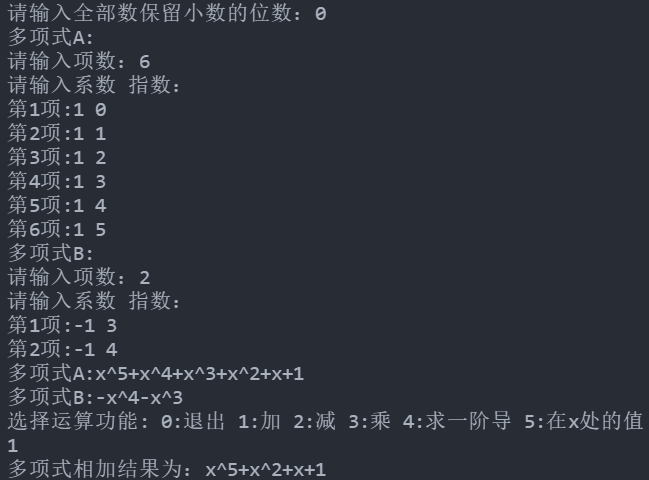 请输入全部数保留小数的位数：0
多项式A:
请输入项数：6
请输入系数 指数：
第1项:1 0
第2项:1 1
第3项:1 2
第4项:1 3
第5项:1 4
第6项:1 5
多项式B:
请输入项数：2
请输入系数 指数：
第1项:-1 3
第2项:-1 4
多项式A:x^5+x^4+x^3+x^2+x+1
多项式B:-x^4-x^3
选择运算功能：0:退出 1:加 2:减 3:乘 4:求一阶导 5:在x处的值
1
多项式相加结果为：x^5+x^2+x+1